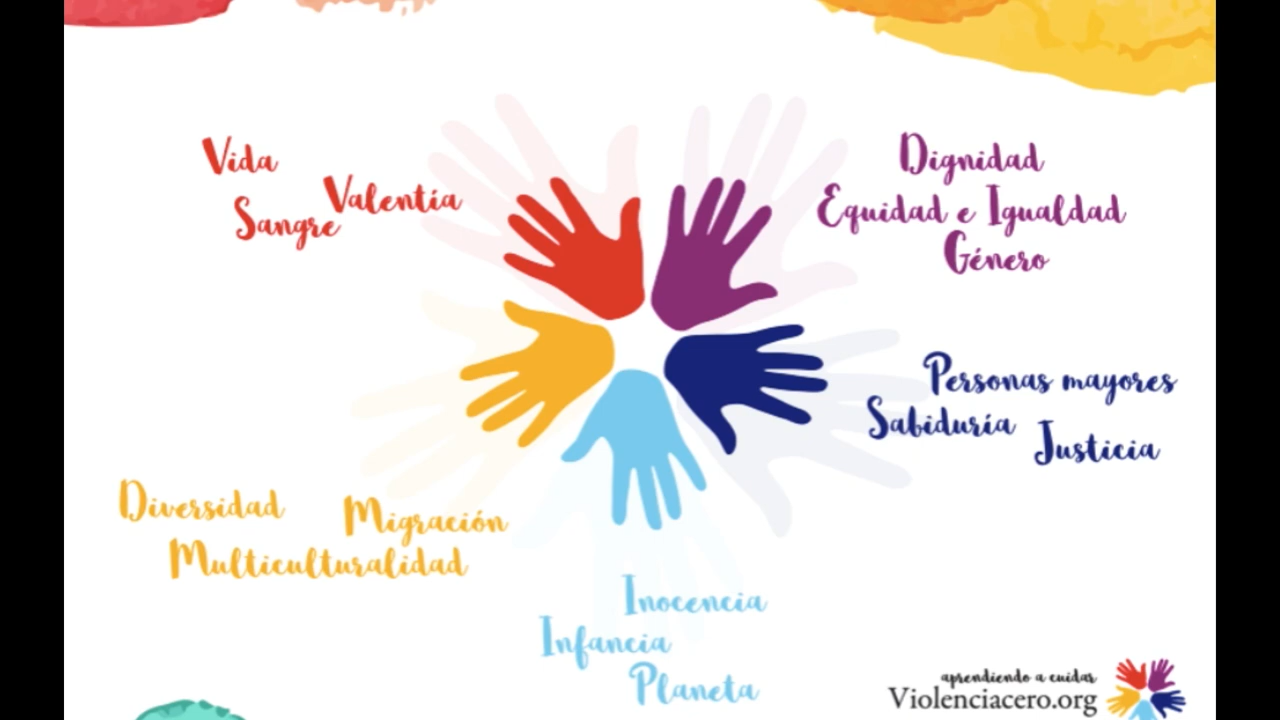 Vida
Valentía
Sangre
Dignidad
Equidad e Igualdad
Género
Personas mayores
Sabiduría
Justicia
Diversidad
Migración
Multiculturalidad
Inocencia
Infancia
Planeta
aprendiendo a cuidar
Violenciacero.org